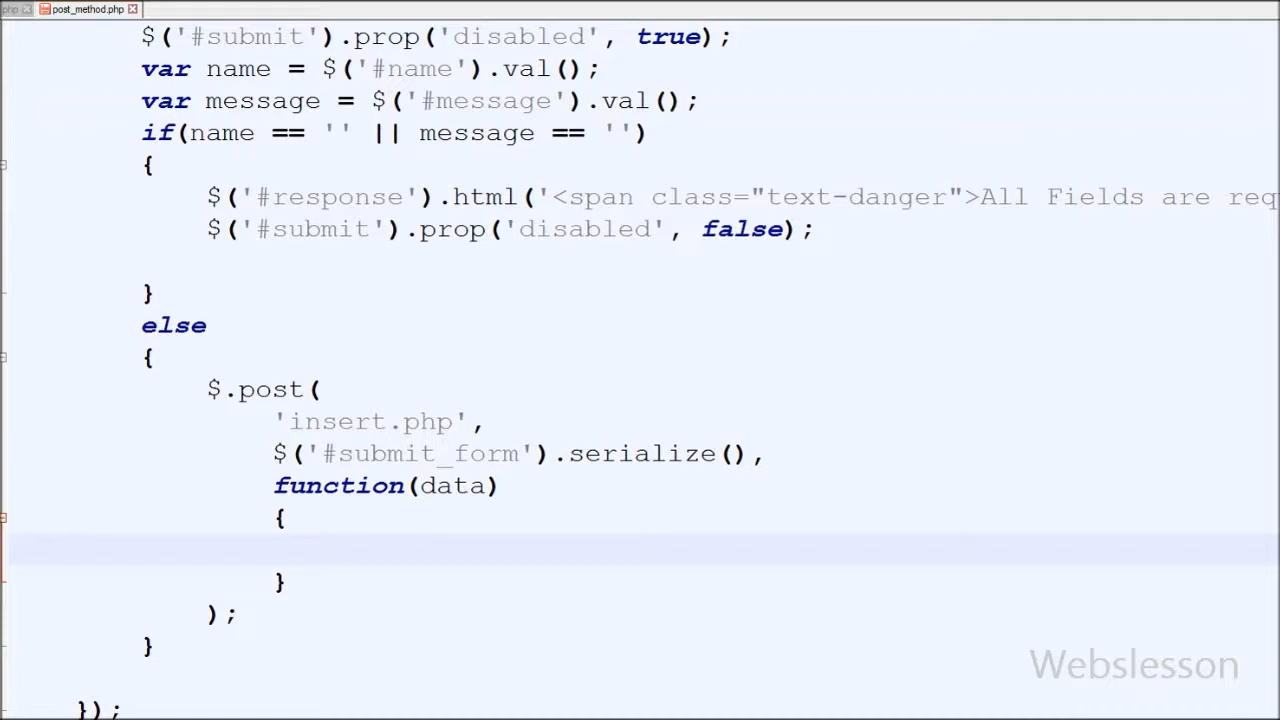 php post_method.php
$('#submit').prop('disabled', true);
var name = $('#name').val();
var message = $('#message').val();
if(name == '' || message == '')
{
$('#response').html('<span class="text-danger">All Fields are req
$('#submit').prop('disabled', false);
}
else
{
$.post(
'insert.php',
$('#submit_form').serialize(),
function(data)
{
}
);
}
Webslesson
});